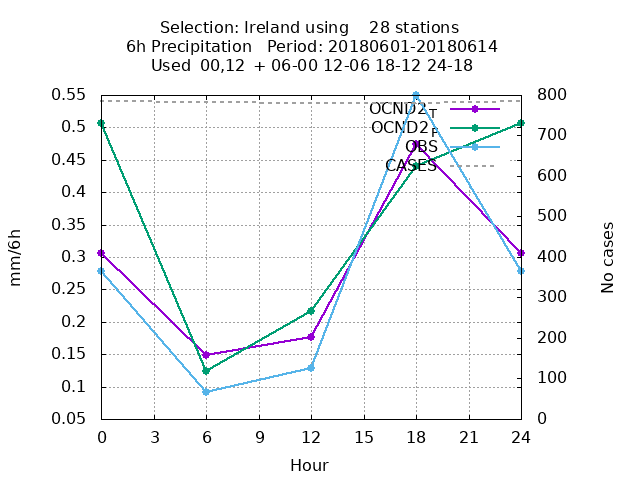 Selection: Ireland using 28 stations
6h Precipitation Period: 20180601-20180614
Used 00,12 + 06-00 12-06 18-12 24-18
mm/6h
No cases
0.55
0.5
0.45
0.4
0.35
0.3
0.25
0.2
0.15
0.1
0.05
800
700
600
500
400
300
200
100
0
OCND2_T
OCND2_F
OBS
CASES
0 3 6 9 12 15 18 21 24
Hour